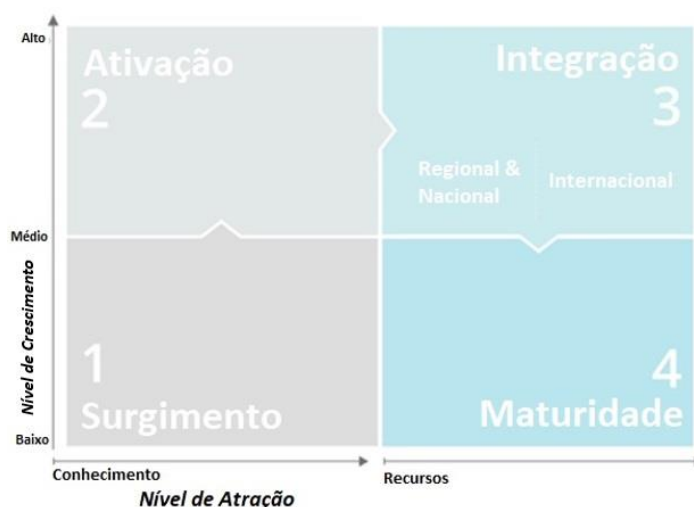 Alto
Ativação
2
Integração
3
Regional &
Nacional
Internacional
Médio
Nível de Crescimento
1
Surgimento
4
Maturidade
Baixo
Conhecimento
Recursos
Nível de Atração